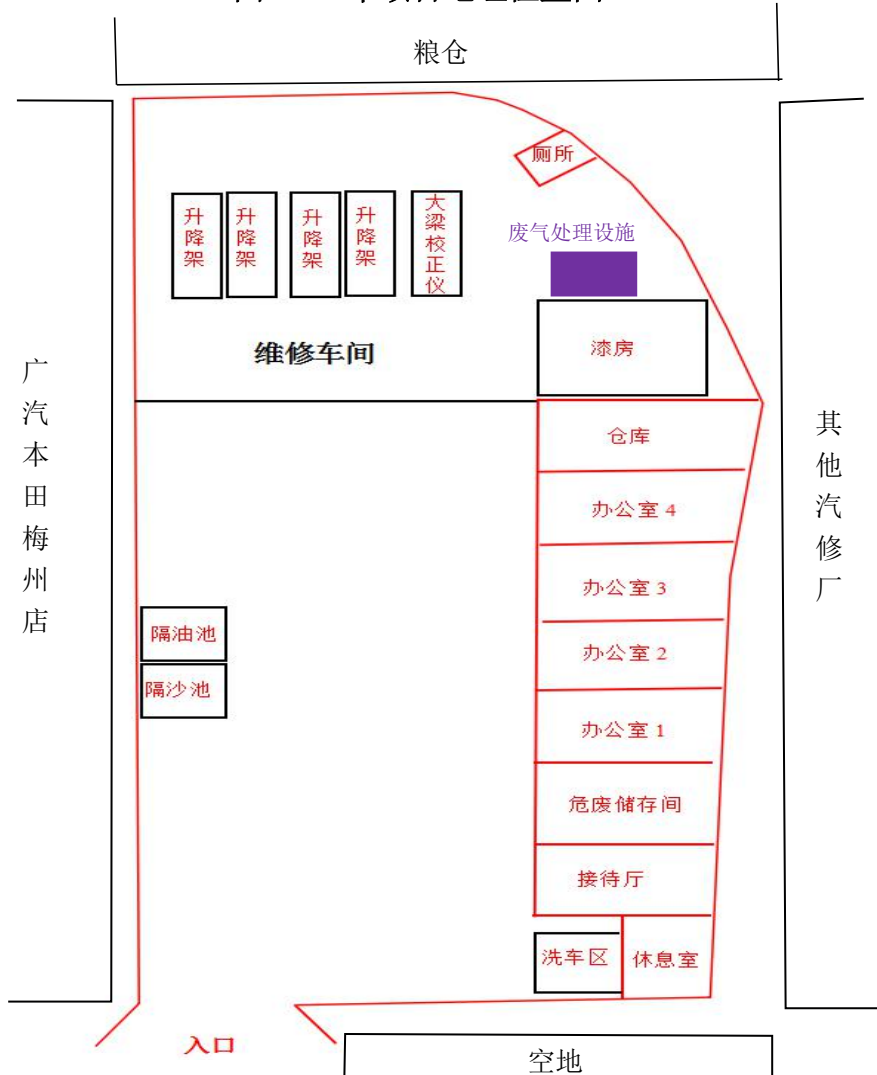 粮仓
厕所
升降架
升降架
升降架
升降架
大梁校正仪
废气处理设施
漆房
维修车间
广汽本田梅州店
其他汽修厂
仓库
办公室 4
办公室 3
办公室 2
办公室 1
隔油池
隔沙池
危废储存间
接待厅
洗车区
休息室
入口
空地